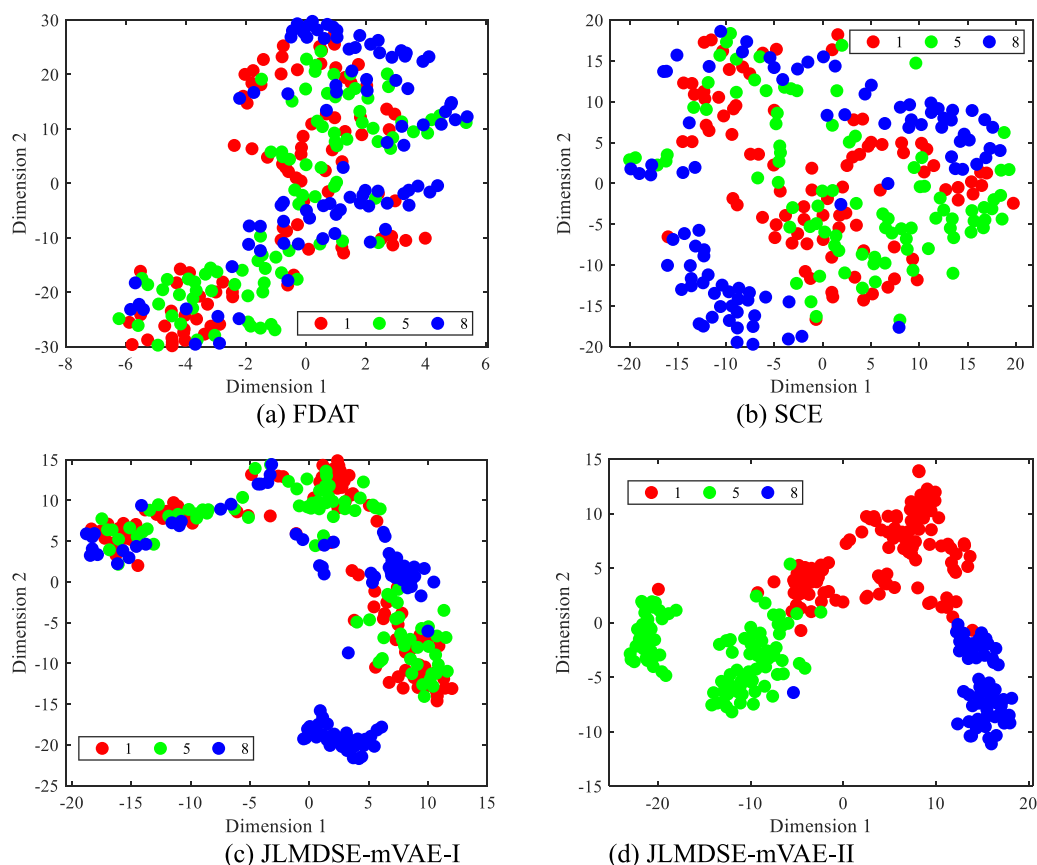 30
20
10
0
-10
-20
-30
Dimension 2
1 5 8
-8 -6 -4 -2 0 2 4 6
Dimension 1
(a) FDAT
20
15
10
5
0
-5
-10
-15
-20
Dimension 2
1 5 8
-20 -15 -10 -5 0 5 10 15 20
Dimension 1
(b) SCE
15
10
5
0
-5
-10
-15
-20
-25
Dimension 2
1 5 8
-20 -15 -10 -5 0 5 10 15
Dimension 1
(c) JLMDSE-mVAE-I
15
10
5
0
-5
-10
-15
Dimension 2
1 5 8
-20 -10 0 10 20
Dimension 1
(d) JLMDSE-mVAE-II